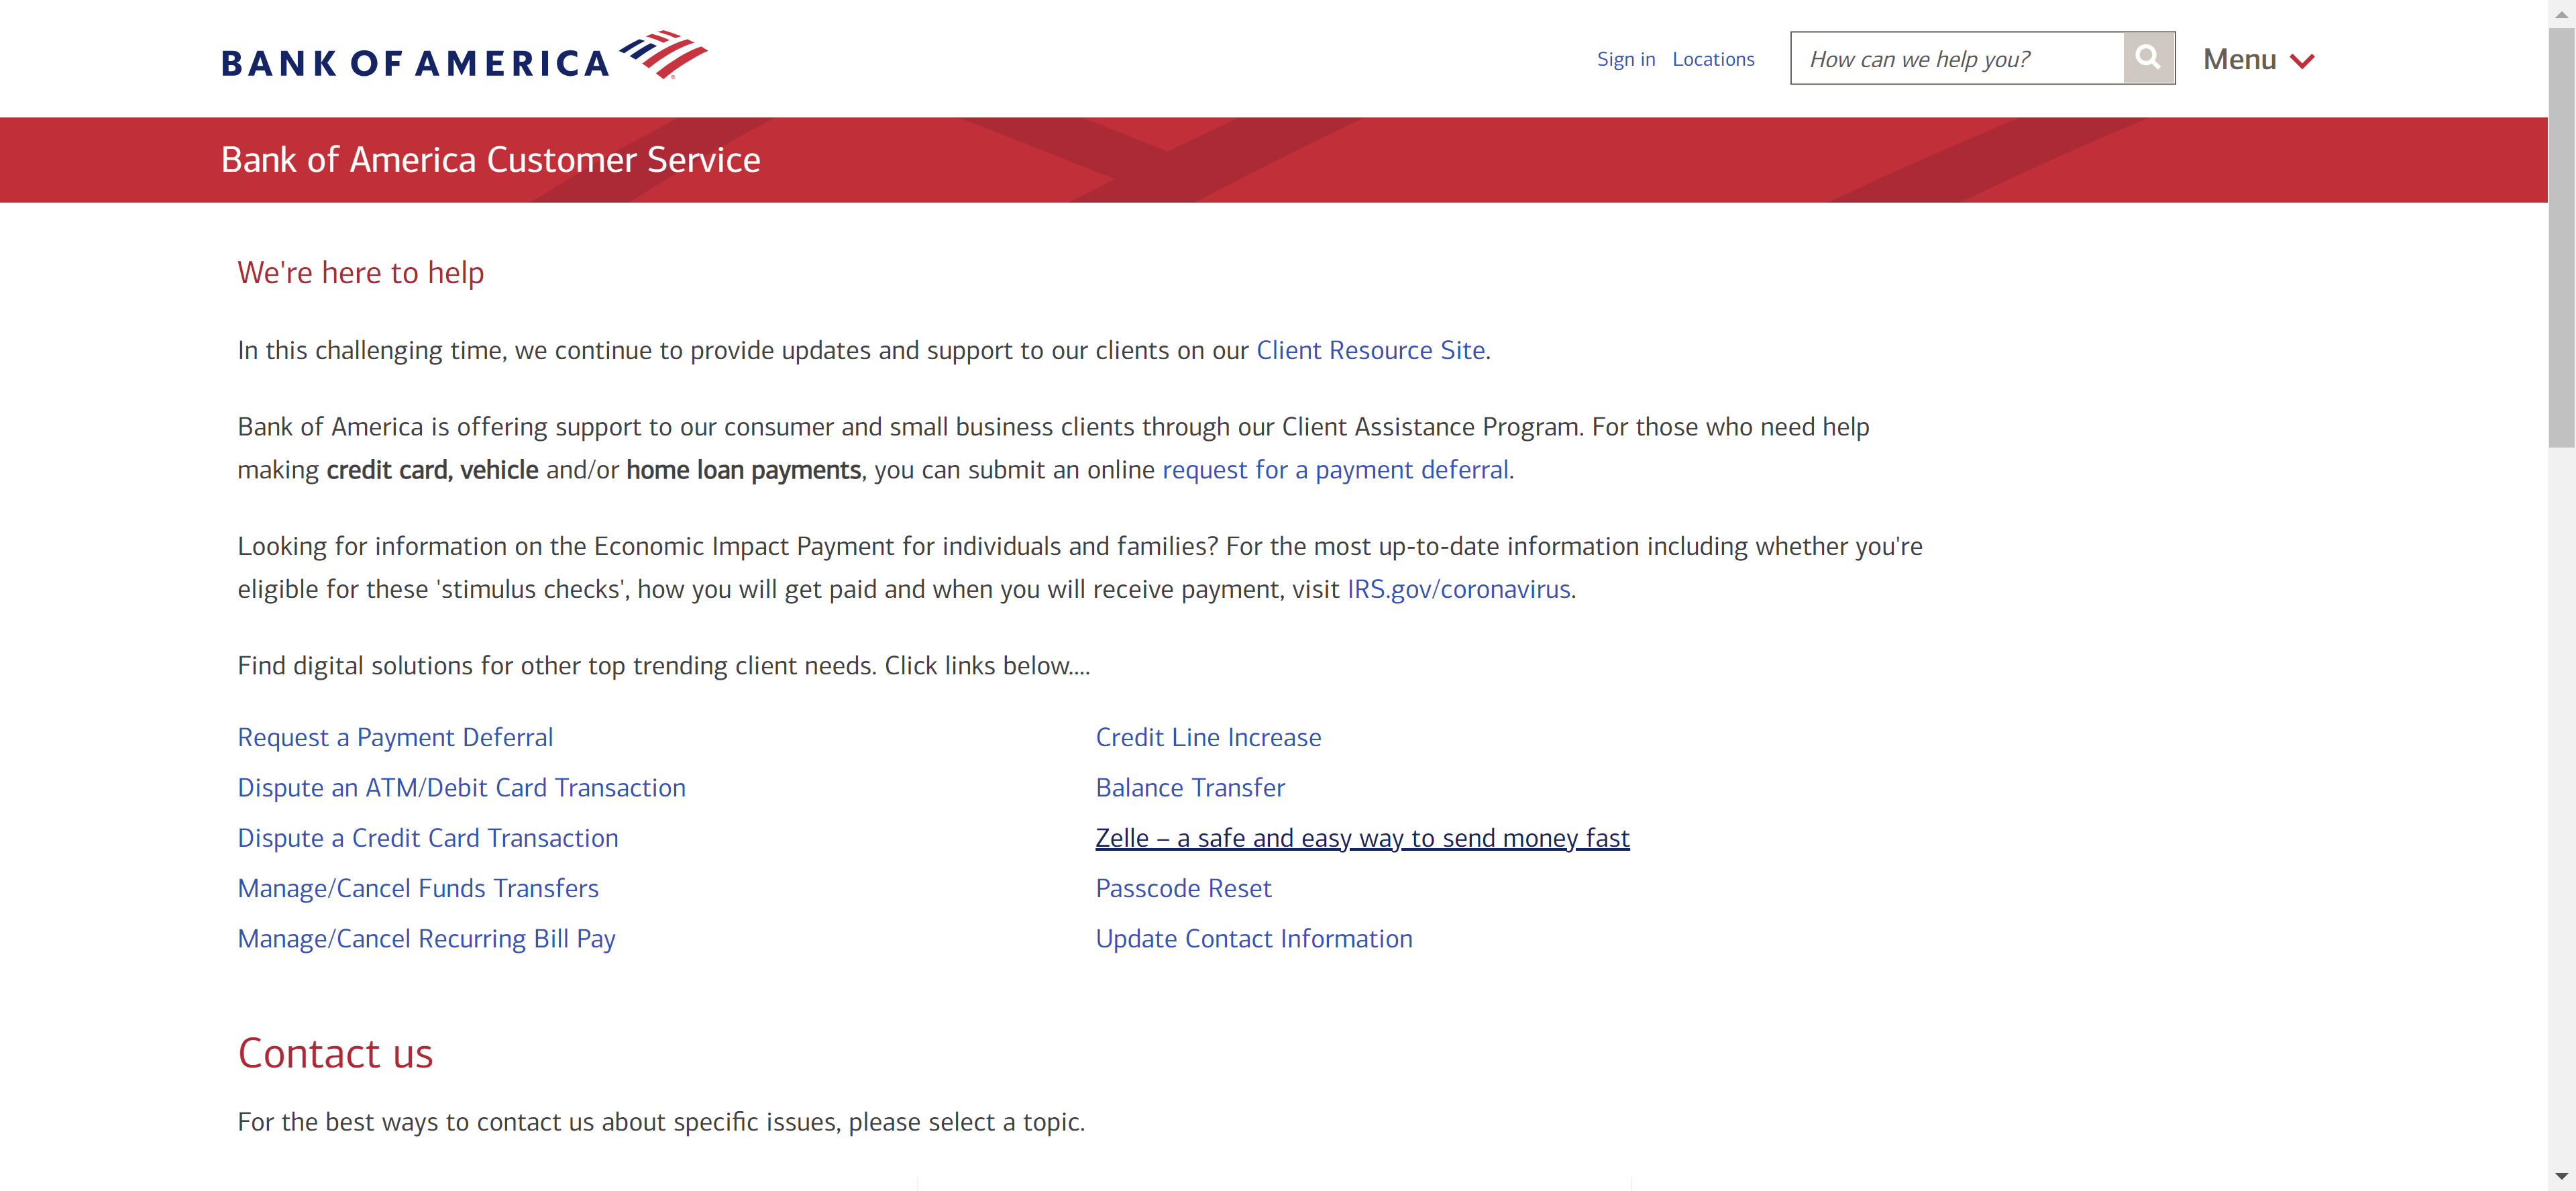 BANK OF AMERICA
Sign in
Locations
How can we help you?
Menu
Bank of America Customer Service
We're here to help
In this challenging time, we continue to provide updates and support to our clients on our Client Resource Site.
Bank of America is offering support to our consumer and small business clients through our Client Assistance Program. For those who need help
making credit card, vehicle and/or home loan payments, you can submit an online request for a payment deferral.
Looking for information on the Economic Impact Payment for individuals and families? For the most up-to-date information including whether you're
eligible for these 'stimulus checks', how you will get paid and when you will receive payment, visit IRS.gov/coronavirus.
Find digital solutions for other top trending client needs. Click links below....
Request a Payment Deferral
Dispute an ATM/Debit Card Transaction
Dispute a Credit Card Transaction
Manage/Cancel Funds Transfers
Manage/Cancel Recurring Bill Pay
Credit Line Increase
Balance Transfer
Zelle – a safe and easy way to send money fast
Passcode Reset
Update Contact Information
Contact us
For the best ways to contact us about specific issues, please select a topic.